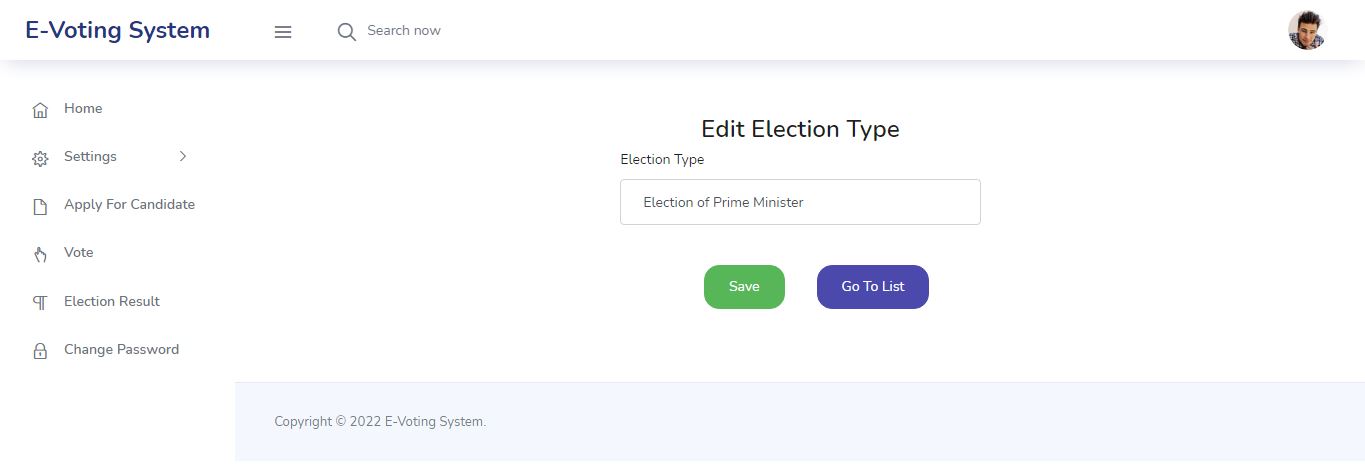 E-Voting System
Search now
Home
Settings
Apply For Candidate
Vote
Election Result
Change Password
Edit Election Type
Election Type
Election of Prime Minister
Save
Go To List
Copyright © 2022 E-Voting System.